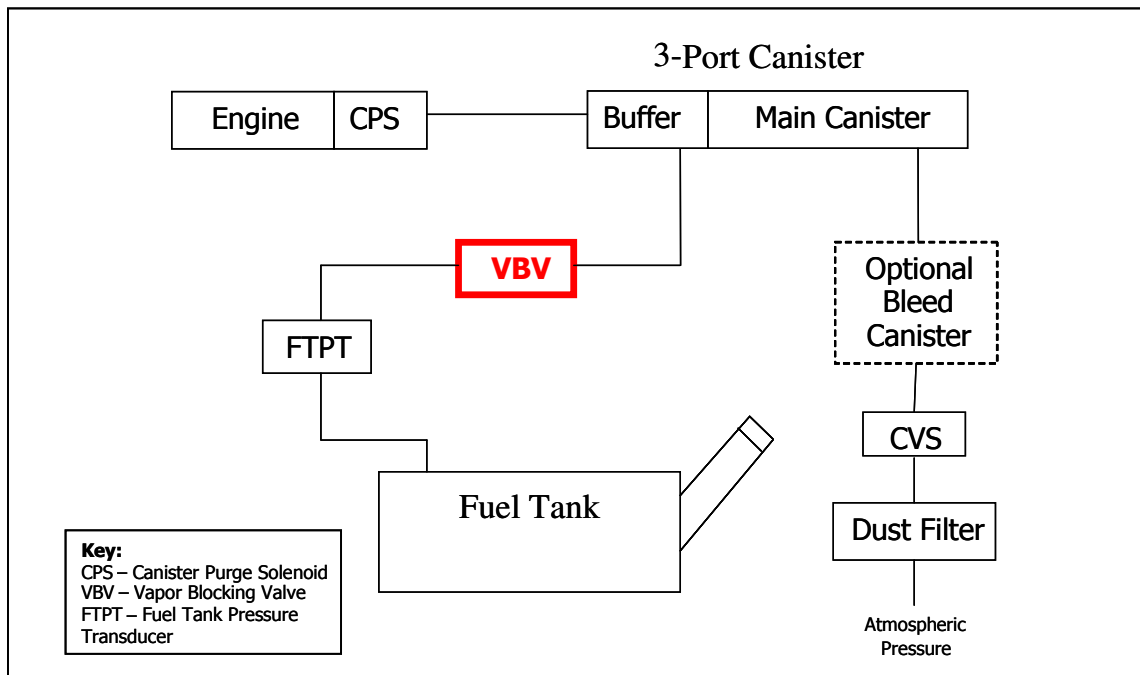 3-Port Canister
Engine
CPS
Buffer
Main Canister
VBV
Optional
Bleed
Canister
FTPT
CVS
Fuel Tank
Dust Filter
Key:
CPS – Canister Purge Solenoid
VBV – Vapor Blocking Valve
FTPT – Fuel Tank Pressure
Transducer
Atmospheric
Pressure